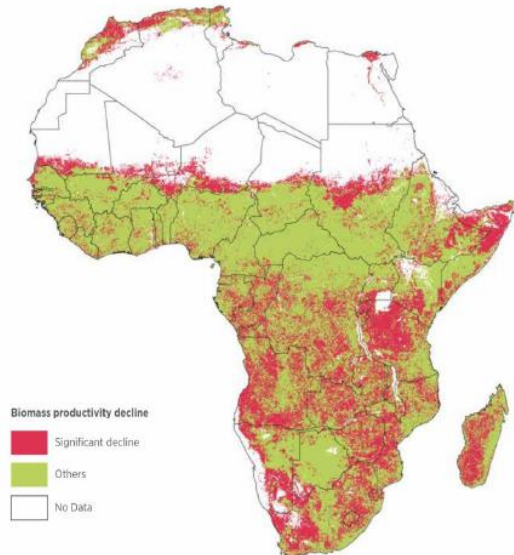 Biomass productivity decline
Significant decline
Others
No Data